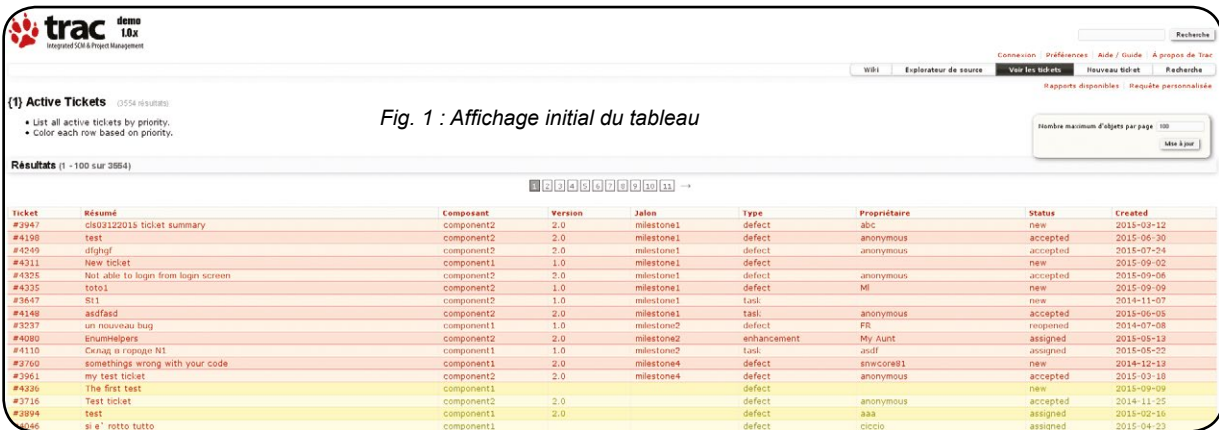 trac demo
1.0.x
Integrated SCM & Project Management
Recherche
Connexion Préférences Aide / Guide À propos de Trac
Wiki Explorateur de source Voir les tickets Nouveau ticket Recherche
Rapports disponibles Requête personnalisée
{1} Active Tickets (3554 résultats)
Fig. 1 : Affichage initial du tableau
• List all active tickets by priority.
• Color each row based on priority.
Nombre maximum d'objets par page 100
Mise à jour
Résultats (1 - 100 sur 3554)
1 2 3 4 5 6 7 8 9 10 11 →
Ticket Résumé Composant Version Jalon Type Propriétaire Status Created
#3947 cls03122015 ticket summary component2 2.0 milestone1 defect abc new 2015-03-12
#4198 test component2 2.0 milestone1 defect anonymous accepted 2015-06-30
#4249 dfghgf component2 2.0 milestone1 defect anonymous accepted 2015-07-24
#4311 New ticket component1 1.0 milestone1 defect new 2015-09-02
#4325 Not able to login from login screen component2 2.0 milestone1 defect anonymous accepted 2015-09-06
#4335 toto1 component2 1.0 milestone1 defect MI new 2015-09-09
#3647 St1 component2 1.0 milestone1 task new 2014-11-07
#4148 asdfasd component2 2.0 milestone1 task anonymous accepted 2015-06-05
#3237 un nouveau bug component1 1.0 milestone2 defect FR reopened 2014-07-08
#4080 EnumHelpers component2 2.0 milestone2 enhancement My Aunt assigned 2015-05-13
#4110 Склад в городе N1 component1 1.0 milestone2 task asdf assigned 2015-05-22
#3760 somethings wrong with your code component1 2.0 milestone4 defect snwcore81 new 2014-12-13
#3961 my test ticket component2 2.0 milestone4 defect anonymous accepted 2015-03-18
#4336 The first test component1 defect new 2015-09-09
#3716 Test ticket component2 2.0 defect anonymous accepted 2014-11-25
#3894 test component1 2.0 defect aaa assigned 2015-02-16
#4046 si e` rotto tutto component1 defect ciccio assigned 2015-04-23